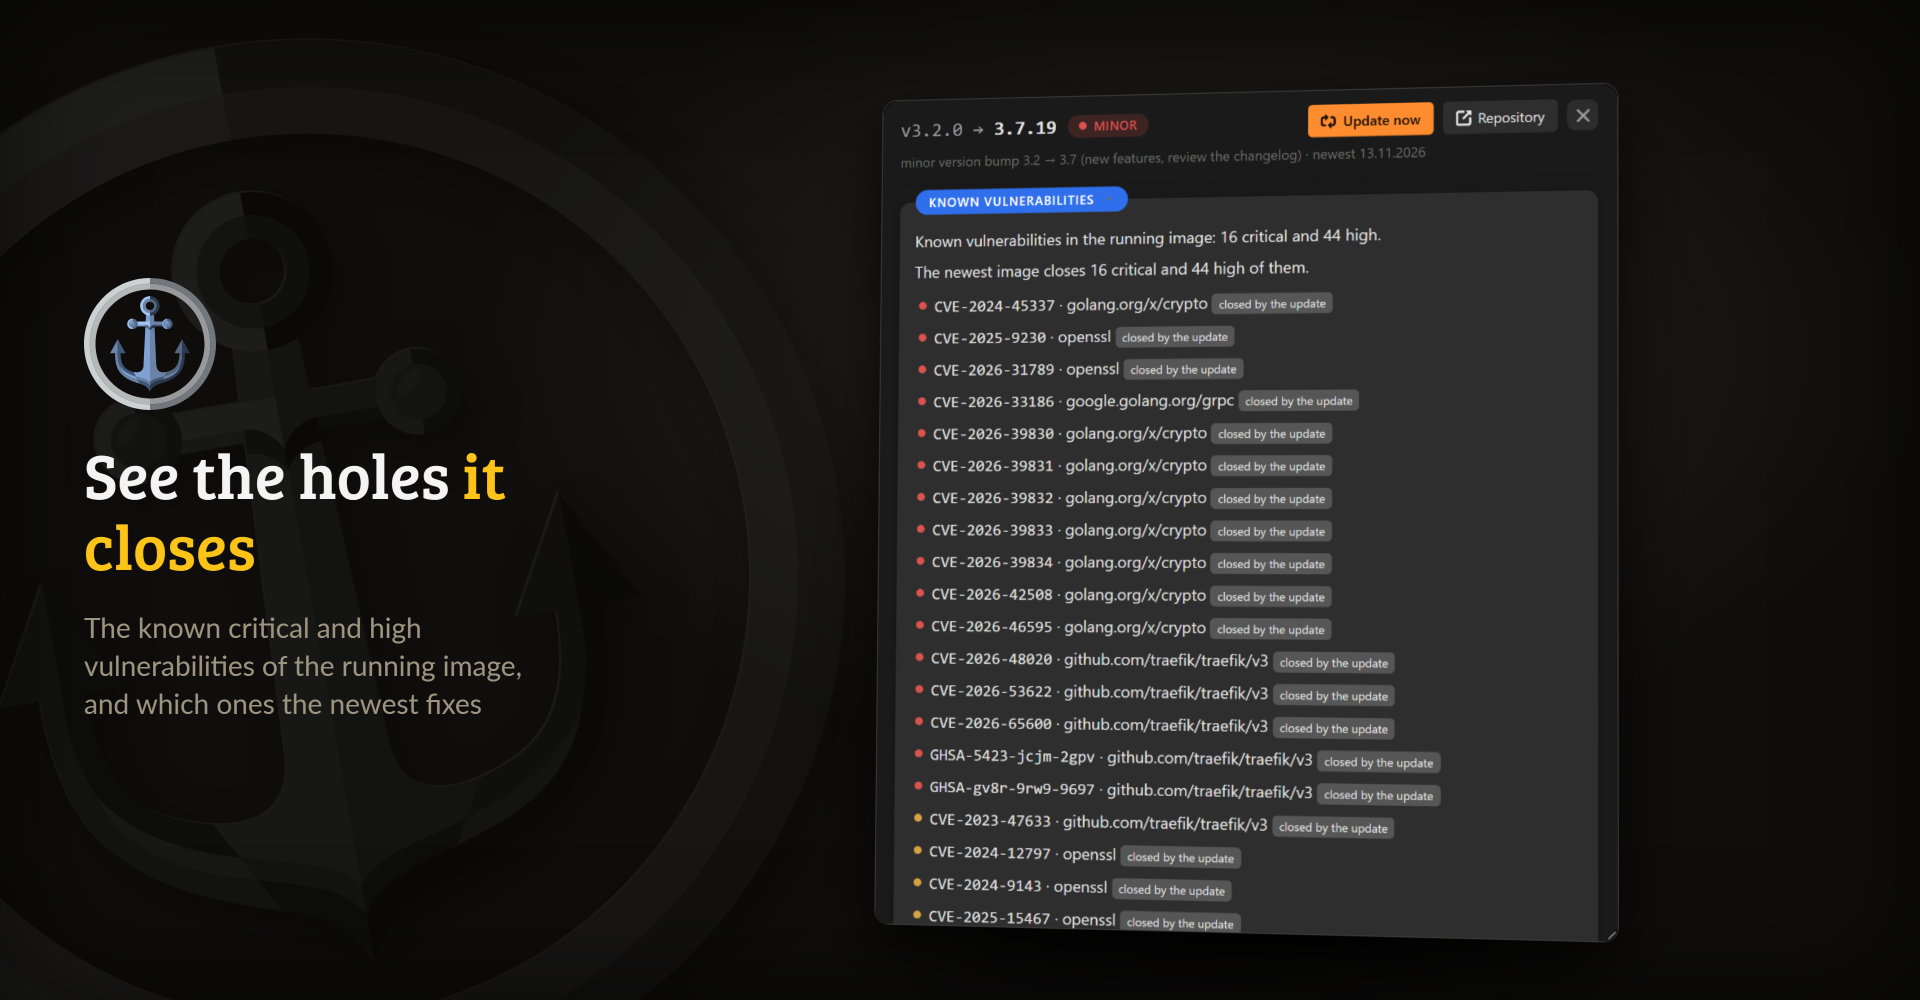 See the holes it
closes
The known critical and high
vulnerabilities of the running image,
and which ones the newest fixes
v3.2.0 → 3.7.19 MINOR
Update now
Repository
minor version bump 3.2 → 3.7 (new features, review the changelog) · newest 13.11.2026
KNOWN VULNERABILITIES
Known vulnerabilities in the running image: 16 critical and 44 high.
The newest image closes 16 critical and 44 high of them.
CVE-2024-45337 · golang.org/x/crypto closed by the update
CVE-2025-9230 · openssl closed by the update
CVE-2026-31789 · openssl closed by the update
CVE-2026-33186 · google.golang.org/grpc closed by the update
CVE-2026-39830 · golang.org/x/crypto closed by the update
CVE-2026-39831 · golang.org/x/crypto closed by the update
CVE-2026-39832 · golang.org/x/crypto closed by the update
CVE-2026-39833 · golang.org/x/crypto closed by the update
CVE-2026-39834 · golang.org/x/crypto closed by the update
CVE-2026-42508 · golang.org/x/crypto closed by the update
CVE-2026-46595 · golang.org/x/crypto closed by the update
CVE-2026-48020 · github.com/traefik/traefik/v3 closed by the update
CVE-2026-53622 · github.com/traefik/traefik/v3 closed by the update
CVE-2026-65600 · github.com/traefik/traefik/v3 closed by the update
GHSA-5423-jcjm-2gpv · github.com/traefik/traefik/v3 closed by the update
GHSA-gv8r-9rw9-9697 · github.com/traefik/traefik/v3 closed by the update
CVE-2023-47633 · github.com/traefik/traefik/v3 closed by the update
CVE-2024-12797 · openssl closed by the update
CVE-2024-9143 · openssl closed by the update
CVE-2025-15467 · openssl closed by the update